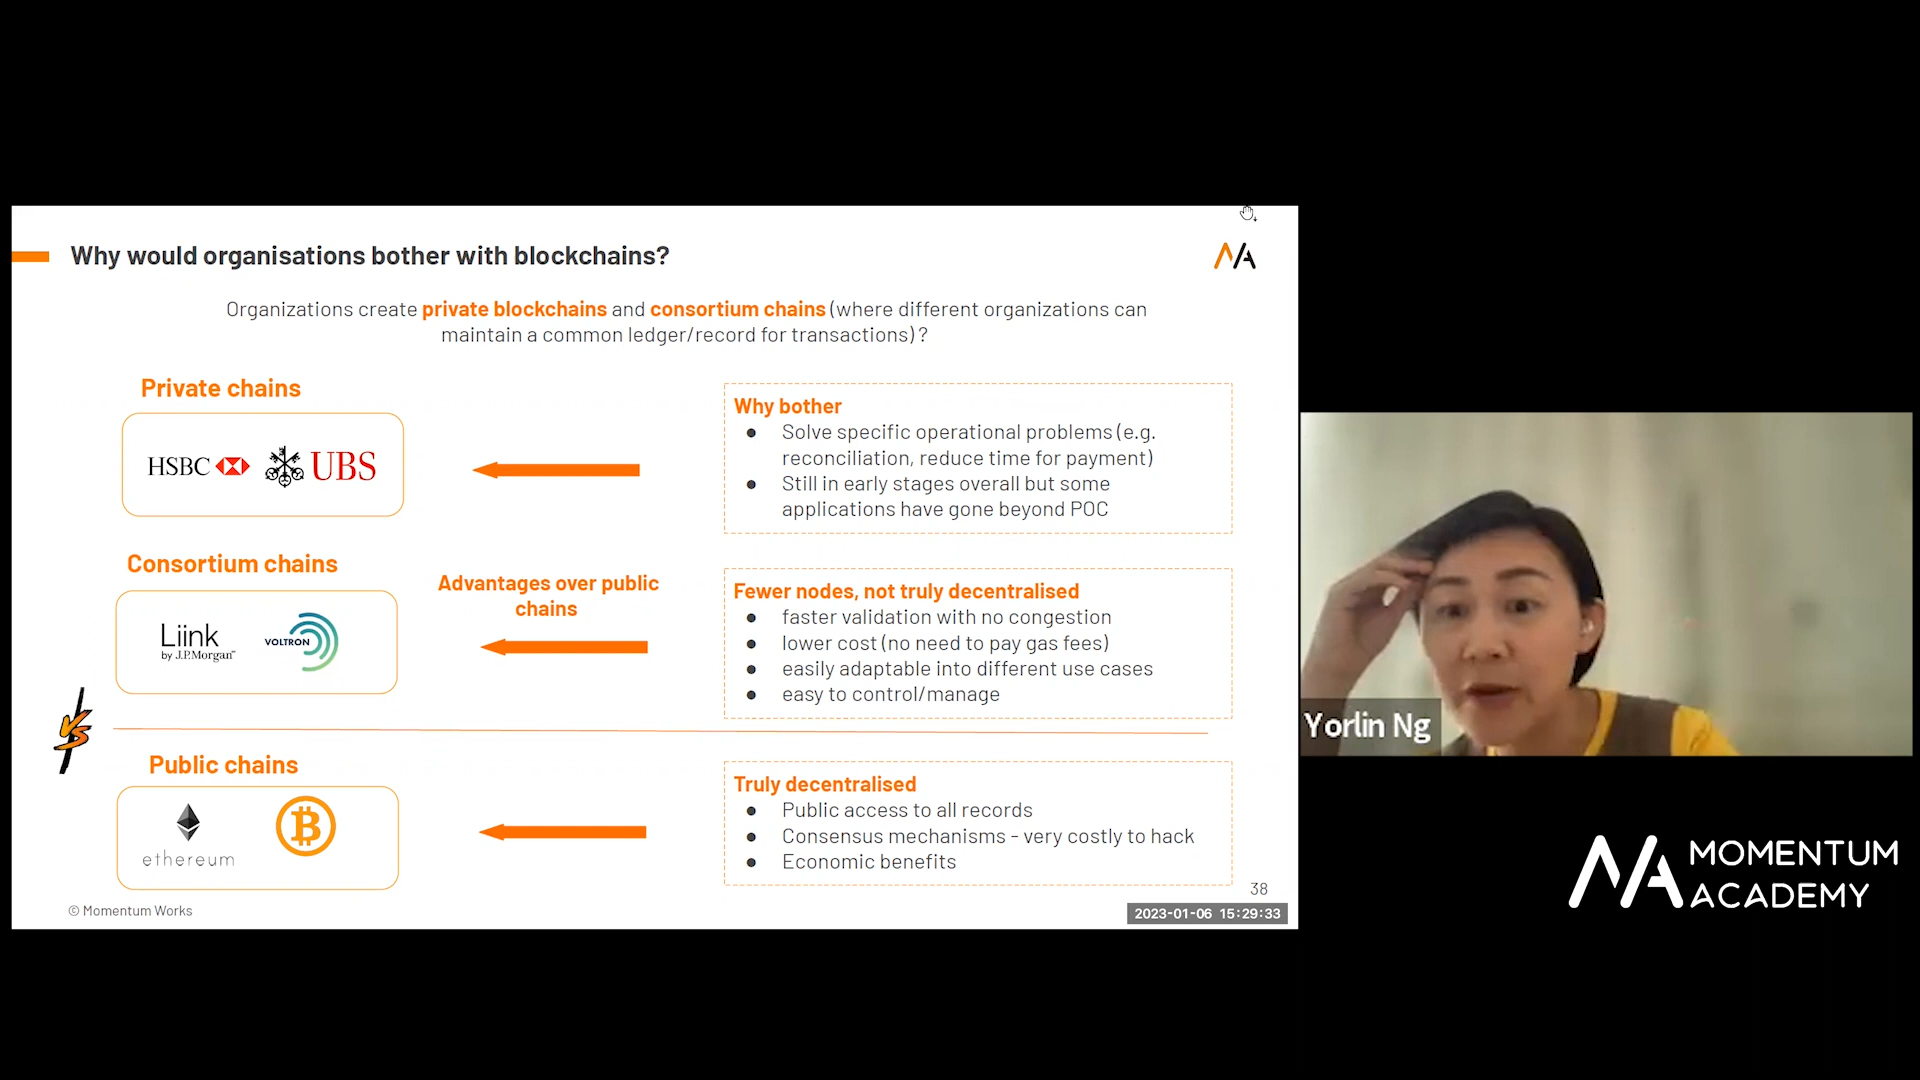 Why would organisations bother with blockchains?
Organizations create private blockchains and consortium chains (where different organizations can
maintain a common ledger/record for transactions) ?
Private chains
HSBC UBS
Why bother
● Solve specific operational problems (e.g.
reconciliation, reduce time for payment)
● Still in early stages overall but some
applications have gone beyond POC
Consortium chains
Liink
by J.P.Morgan™
VOLTRON
Advantages over public
chains
Fewer nodes, not truly decentralised
● faster validation with no congestion
● lower cost (no need to pay gas fees)
● easily adaptable into different use cases
● easy to control/manage
VS
Public chains
ethereum
Truly decentralised
● Public access to all records
● Consensus mechanisms - very costly to hack
● Economic benefits
38
© Momentum Works
2023-01-06 15:29:33
Yorlin Ng
MOMENTUM
ACADEMY